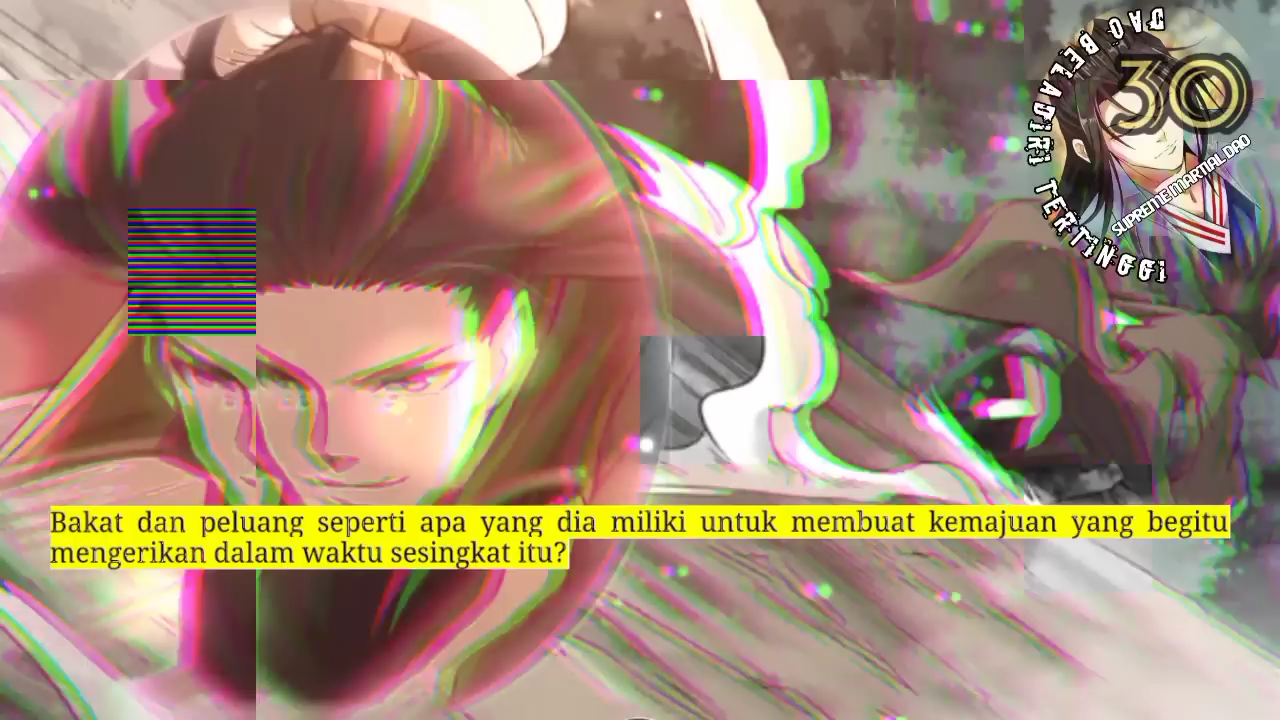 DAO BELADIRI TERTINGGI
30
SUPREME MARTIAL DAO
Bakat dan peluang seperti apa yang dia miliki untuk membuat kemajuan yang begitu
mengerikan dalam waktu sesingkat itu?